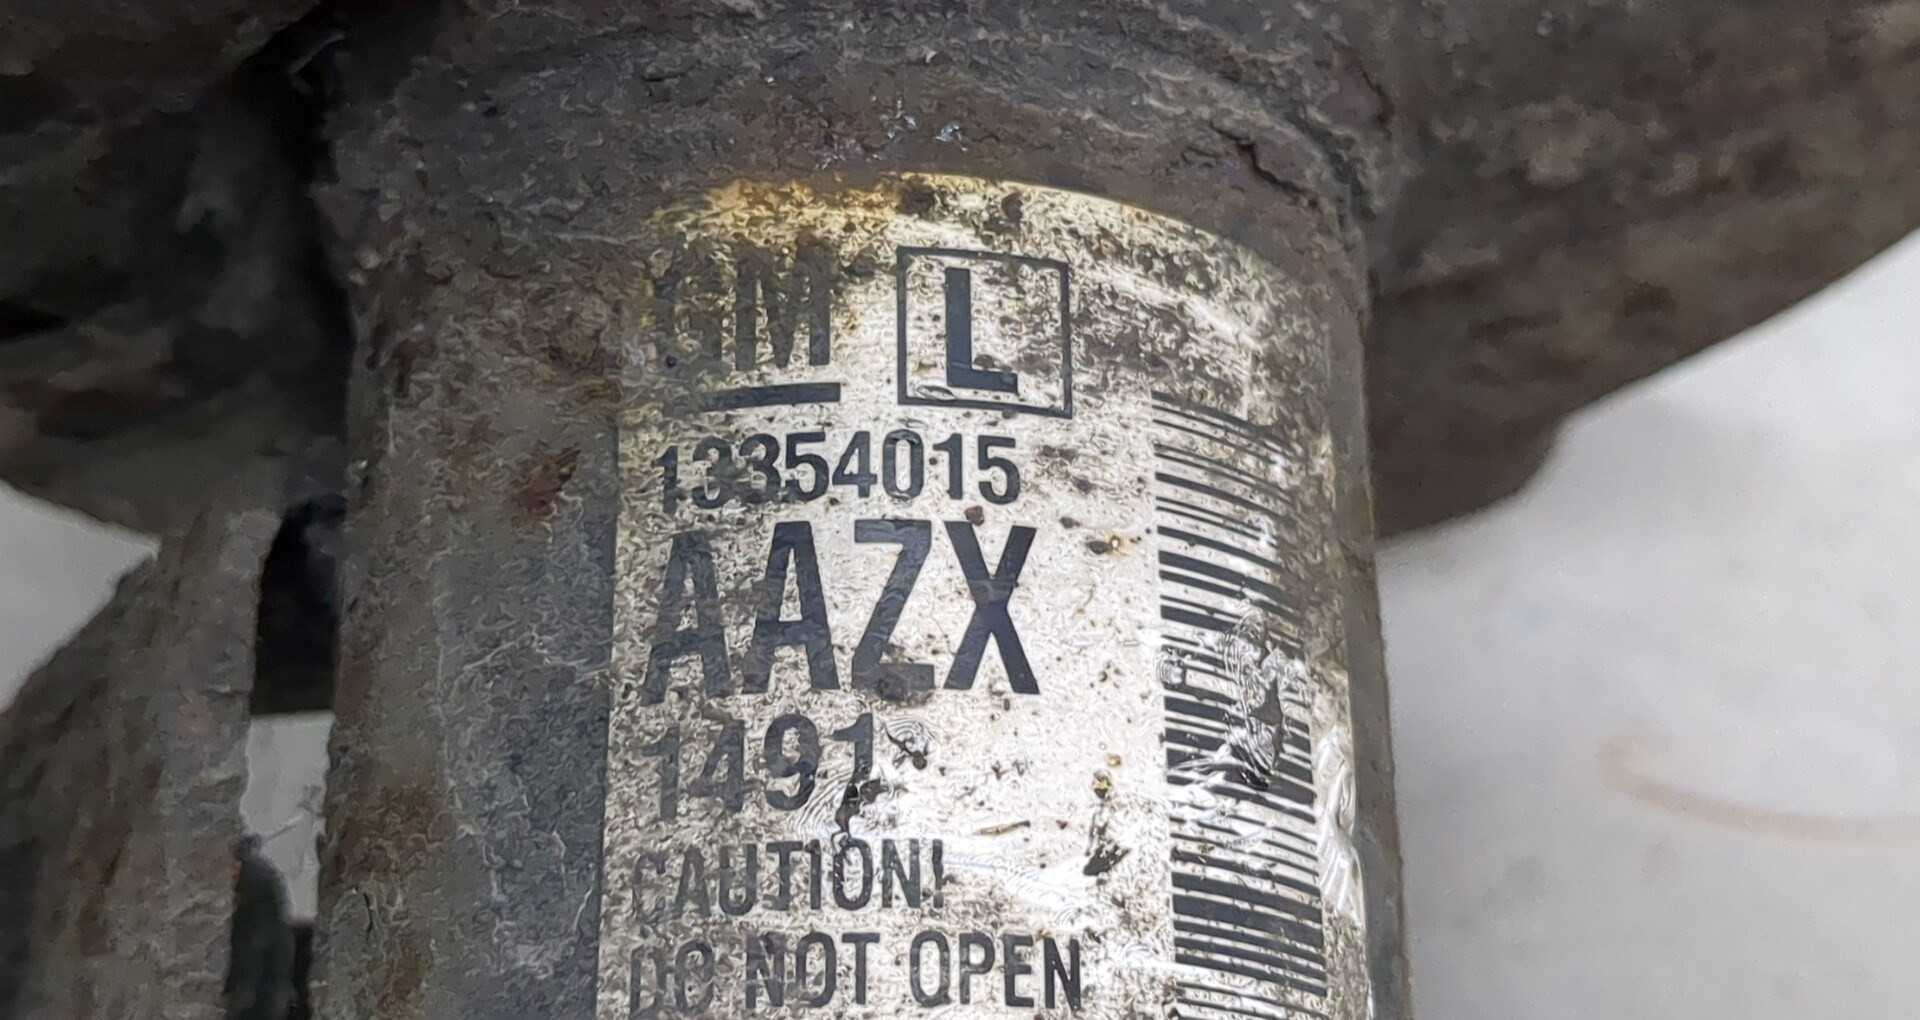 GM L
13354015
AAZX
1491
CAUTION!
DO NOT OPEN